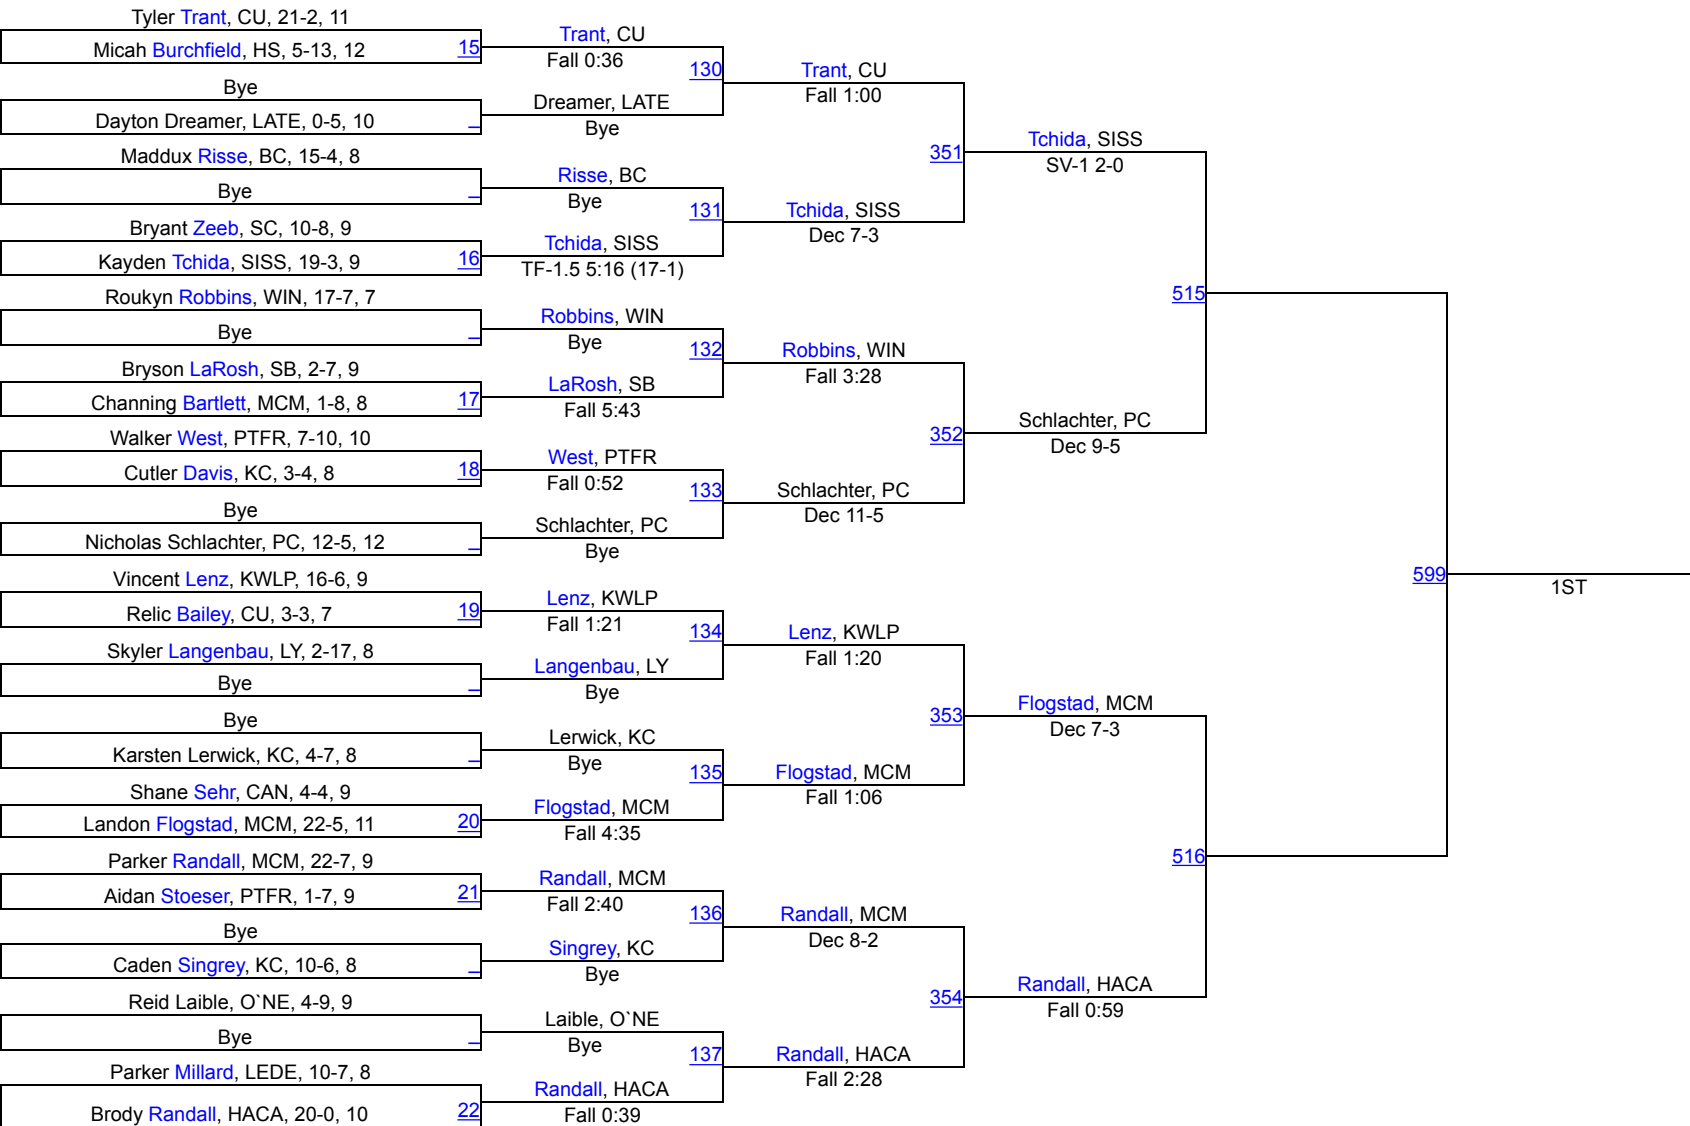 Tyler Trant, CU, 21-2, 11
Micah Burchfield, HS, 5-13, 12
15
Bye
Dayton Dreamer, LATE, 0-5, 10
Maddux Risse, BC, 15-4, 8
Bye
Bryant Zeeb, SC, 10-8, 9
Kayden Tchida, SISS, 19-3, 9
16
Roukyn Robbins, WIN, 17-7, 7
Bye
Bryson LaRosh, SB, 2-7, 9
Channing Bartlett, MCM, 1-8, 8
17
Walker West, PTFR, 7-10, 10
Cutler Davis, KC, 3-4, 8
18
Bye
Nicholas Schlachter, PC, 12-5, 12
Vincent Lenz, KWLP, 16-6, 9
Relic Bailey, CU, 3-3, 7
19
Skyler Langenbau, LY, 2-17, 8
Bye
Bye
Karsten Lerwick, KC, 4-7, 8
Shane Sehr, CAN, 4-4, 9
Landon Flogstad, MCM, 22-5, 11
20
Parker Randall, MCM, 22-7, 9
Aidan Stoeser, PTFR, 1-7, 9
21
Bye
Caden Singrey, KC, 10-6, 8
Reid Laible, O`NE, 4-9, 9
Bye
Parker Millard, LEDE, 10-7, 8
Brody Randall, HACA, 20-0, 10
22
Trant, CU
Fall 0:36
130
Dreamer, LATE
Bye
Risse, BC
Bye
131
Tchida, SISS
TF-1.5 5:16 (17-1)
Robbins, WIN
Bye
132
LaRosh, SB
Fall 5:43
West, PTFR
Fall 0:52
133
Schlachter, PC
Bye
Lenz, KWLP
Fall 1:21
134
Langenbau, LY
Bye
Lerwick, KC
Bye
135
Flogstad, MCM
Fall 4:35
Randall, MCM
Fall 2:40
136
Singrey, KC
Bye
Laible, O`NE
Bye
137
Randall, HACA
Fall 0:39
Trant, CU
Fall 1:00
351
Tchida, SISS
Dec 7-3
Robbins, WIN
Fall 3:28
352
Schlachter, PC
Dec 11-5
Lenz, KWLP
Fall 1:20
353
Flogstad, MCM
Fall 1:06
Randall, MCM
Dec 8-2
354
Randall, HACA
Fall 2:28
Tchida, SISS
SV-1 2-0
515
Schlachter, PC
Dec 9-5
Flogstad, MCM
Dec 7-3
516
Randall, HACA
Fall 0:59
599
1ST